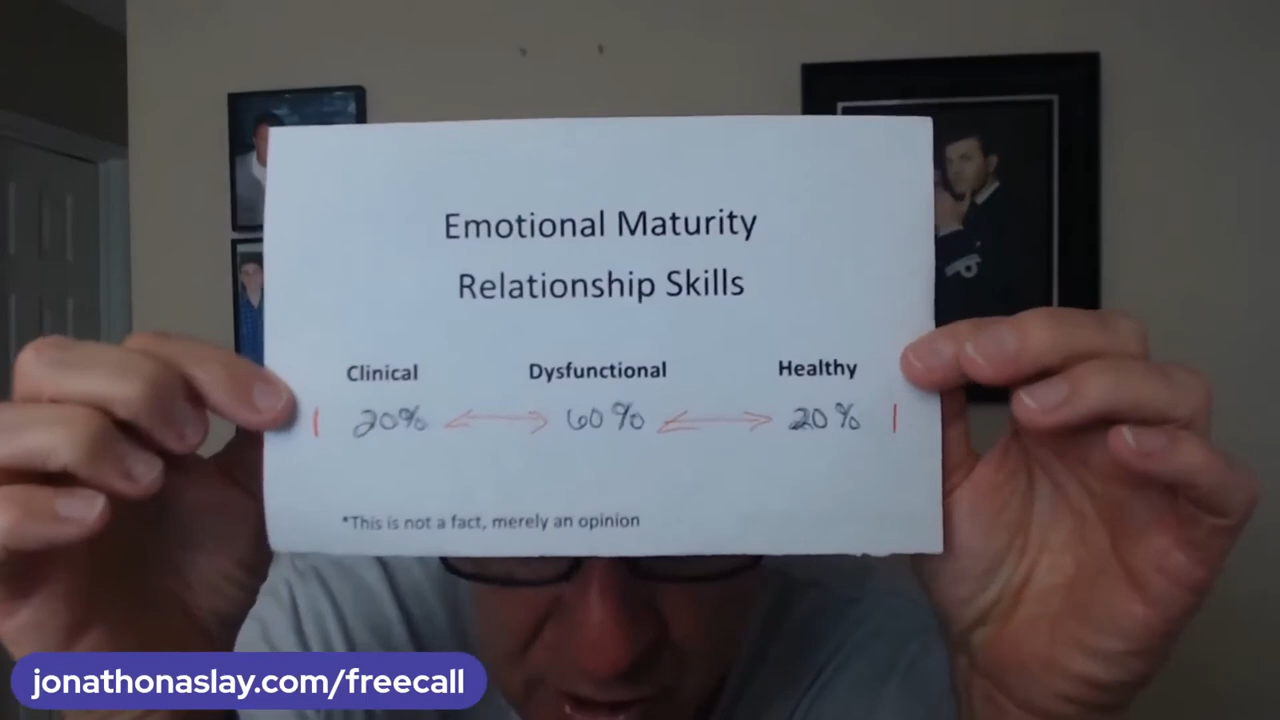 Emotional Maturity
Relationship Skills
Clinical Dysfunctional Healthy
20% 60% 20%
*This is not a fact, merely an opinion
jonathonaslay.com/freecall